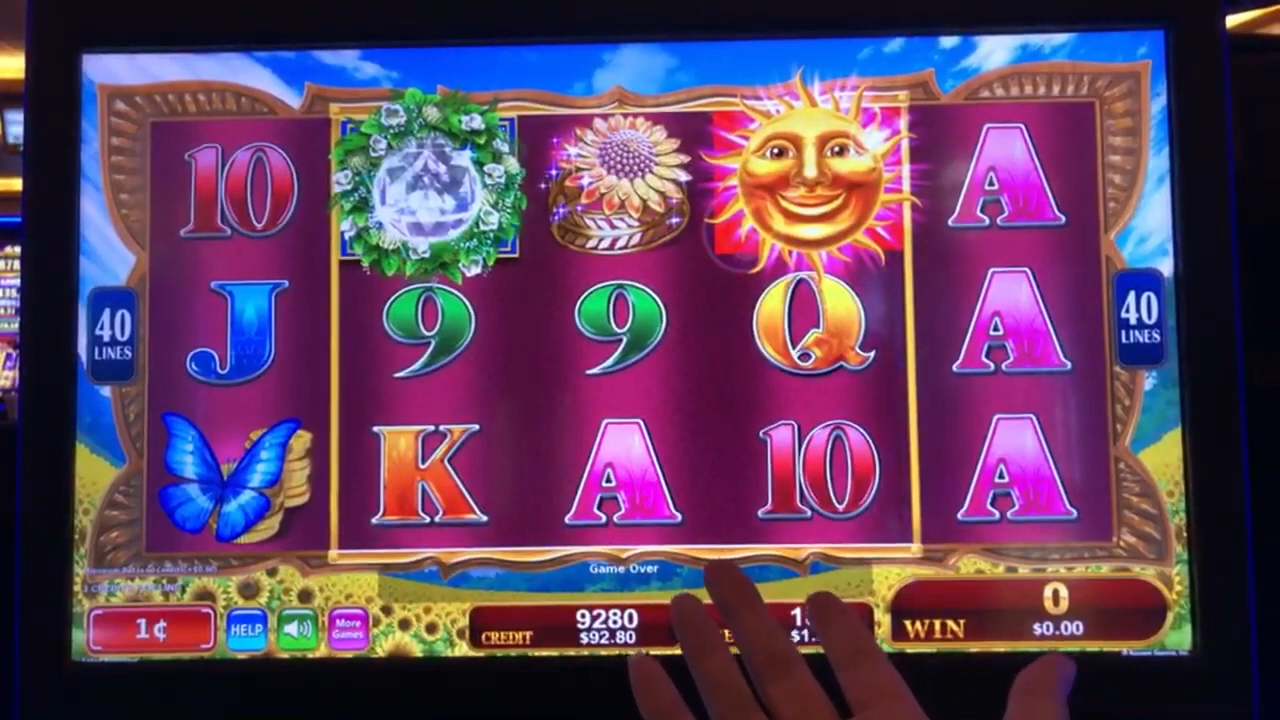 10 A
J 9 9 Q A
K A 10 A
40
LINES
40
LINES
Game Over
1¢
HELP
More
Games
9280
CREDIT $92.80
0
WIN $0.00